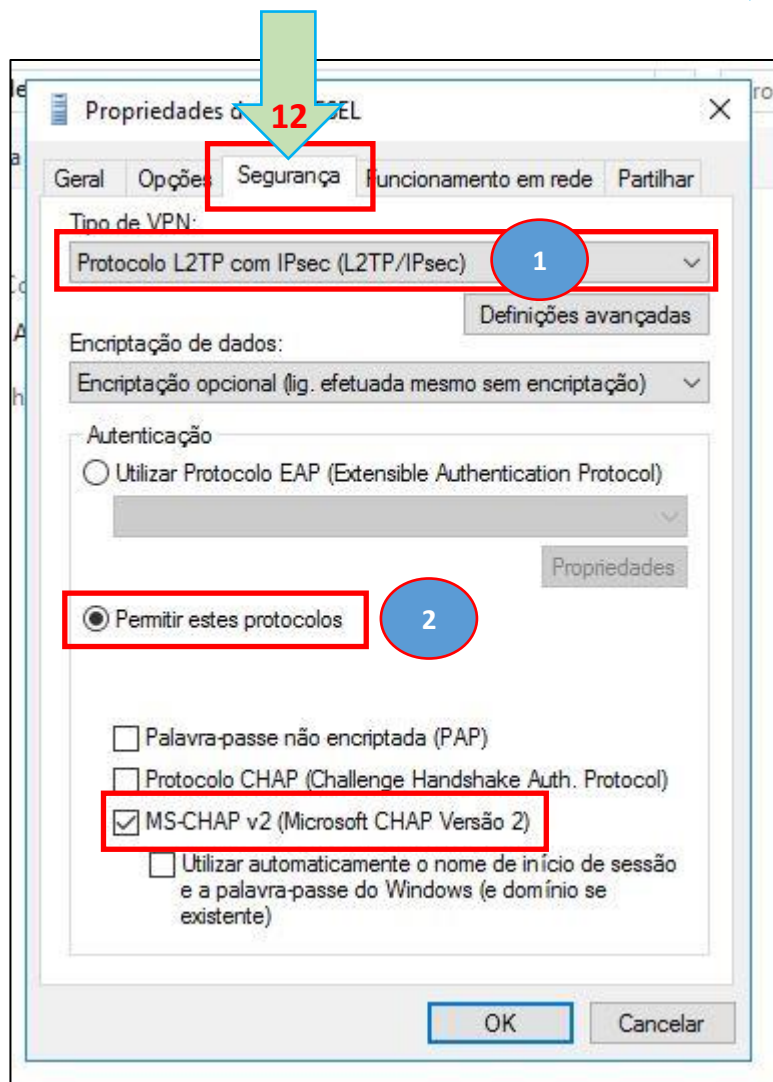 12
Propriedades
Geral Opções Segurança Funcionamento em rede Partilhar
Tipo de VPN:
Protocolo L2TP com IPsec (L2TP/IPsec) 1
Definições avançadas
Encriptação de dados:
Encriptação opcional (lig. efetuada mesmo sem encriptação)
Autenticação
Utilizar Protocolo EAP (Extensible Authentication Protocol)
Propriedades
Permitir estes protocolos 2
Palavra-passe não encriptada (PAP)
Protocolo CHAP (Challenge Handshake Auth. Protocol)
MS-CHAP v2 (Microsoft CHAP Versão 2)
Utilizar automaticamente o nome de início de sessão
e a palavra-passe do Windows (e domínio se
existente)
OK Cancelar